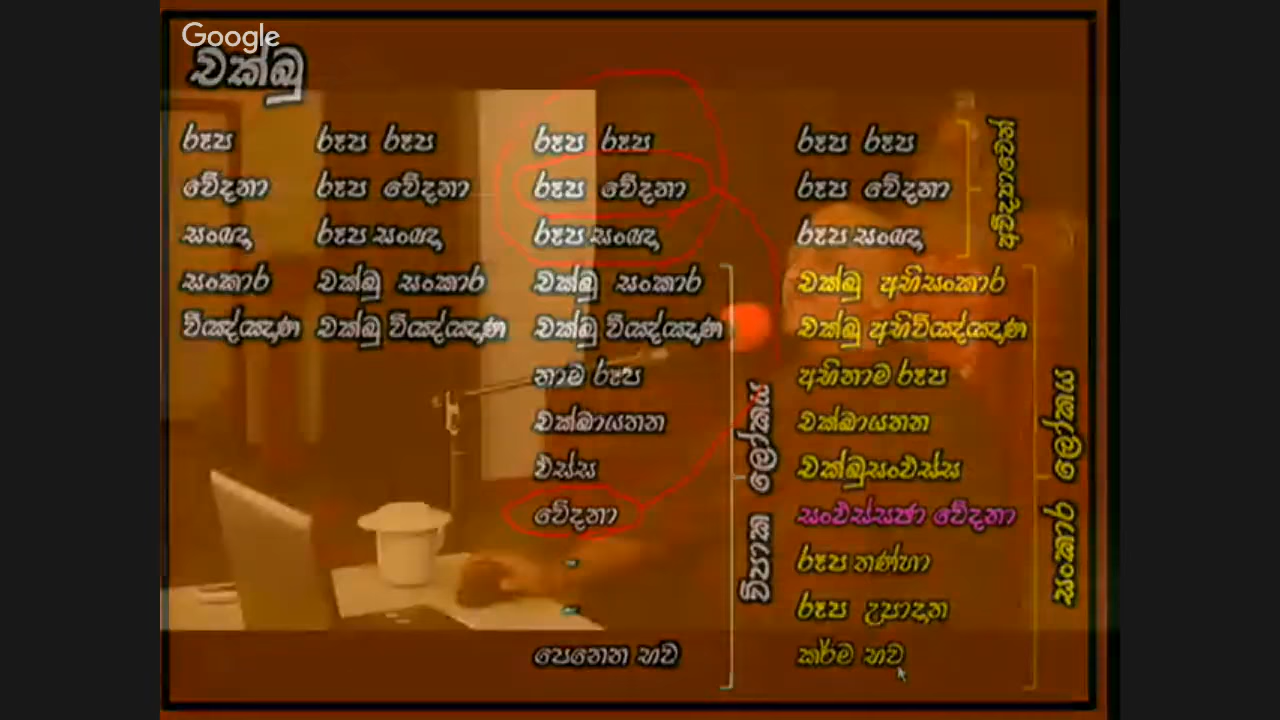 Google
චක්ඛු
රූප රූප රූප රූප රූප රූප රූප
වේදනා රූප වේදනා රූප වේදනා රූප වේදනා
සංඥා රූප සංඥා රූප සංඥා රූප සංඥා
අවිද්‍යාවෙන්
සංකාර චක්ඛු සංකාර චක්ඛු සංකාර චක්ඛු අභිසංකාර
විඤ්ඤාණ චක්ඛු විඤ්ඤාණ චක්ඛු විඤ්ඤාණ චක්ඛු අභිවිඤ්ඤාණ
නාම රූප අභිනාම රූප
චක්ඛායතන චක්ඛායතන
ඵස්ස චක්ඛුසංඵස්ස
වේදනා සංඵස්සජා වේදනා
රූප තණ්හා
රූප උපාදාන
පෙනෙන භව කර්ම භව
විපාක ලෝකය
සංකාර ලෝකය